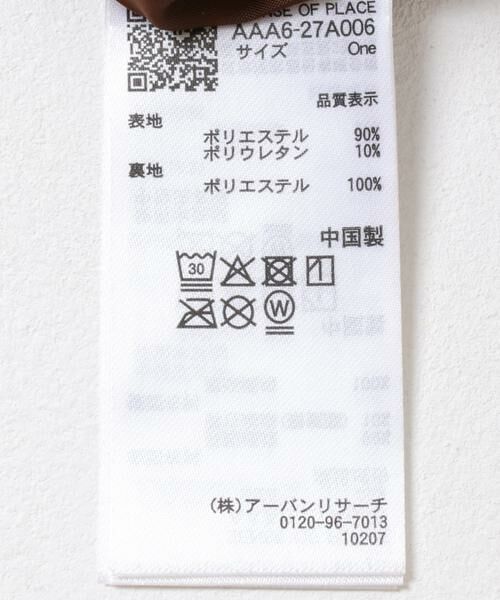 OF PLACE
AAA6-27A006
サイズ One
品質表示
表地
ポリエステル 90%
ポリウレタン 10%
裏地
ポリエステル 100%
中国製
30
W
(株)アーバンリサーチ
0120-96-7013
10207